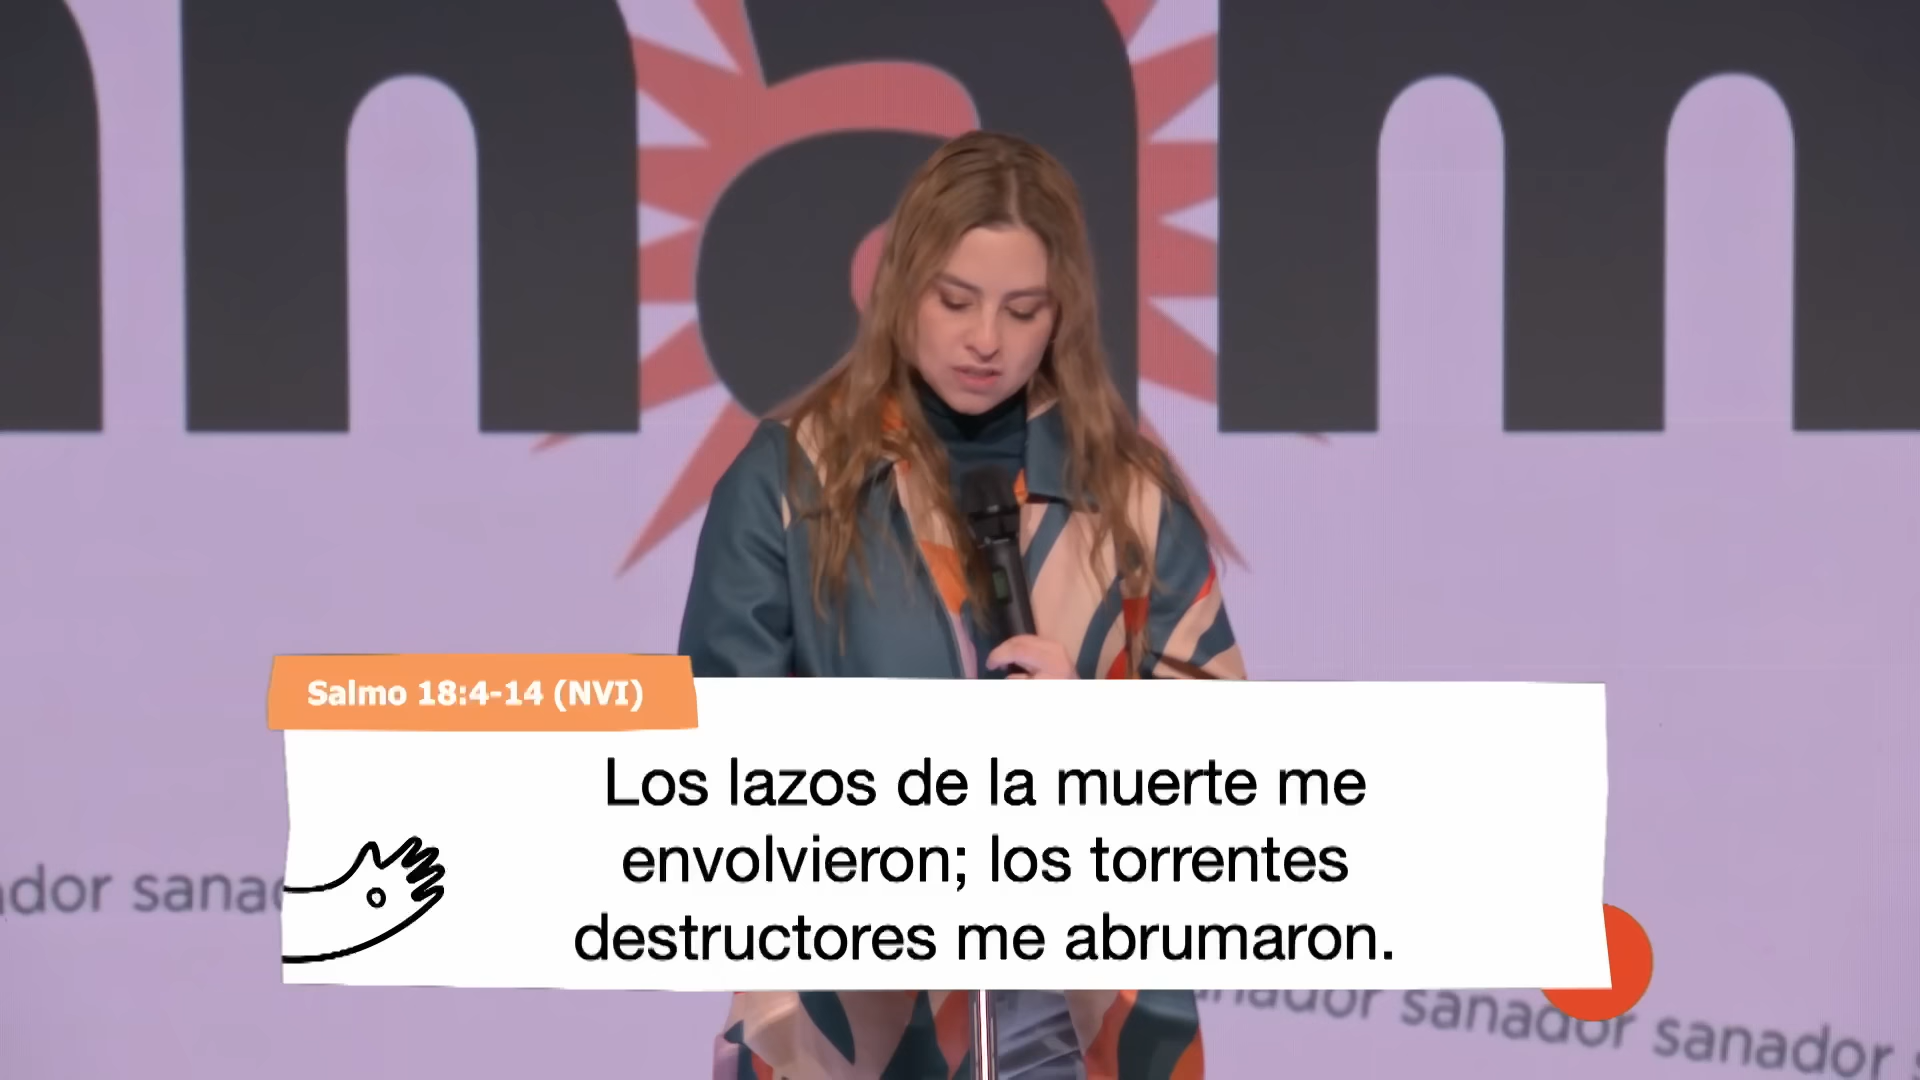 Salmo 18:4-14 (NVI)
Los lazos de la muerte me
envolvieron; los torrentes
destructores me abrumaron.
sanador sanador sanador